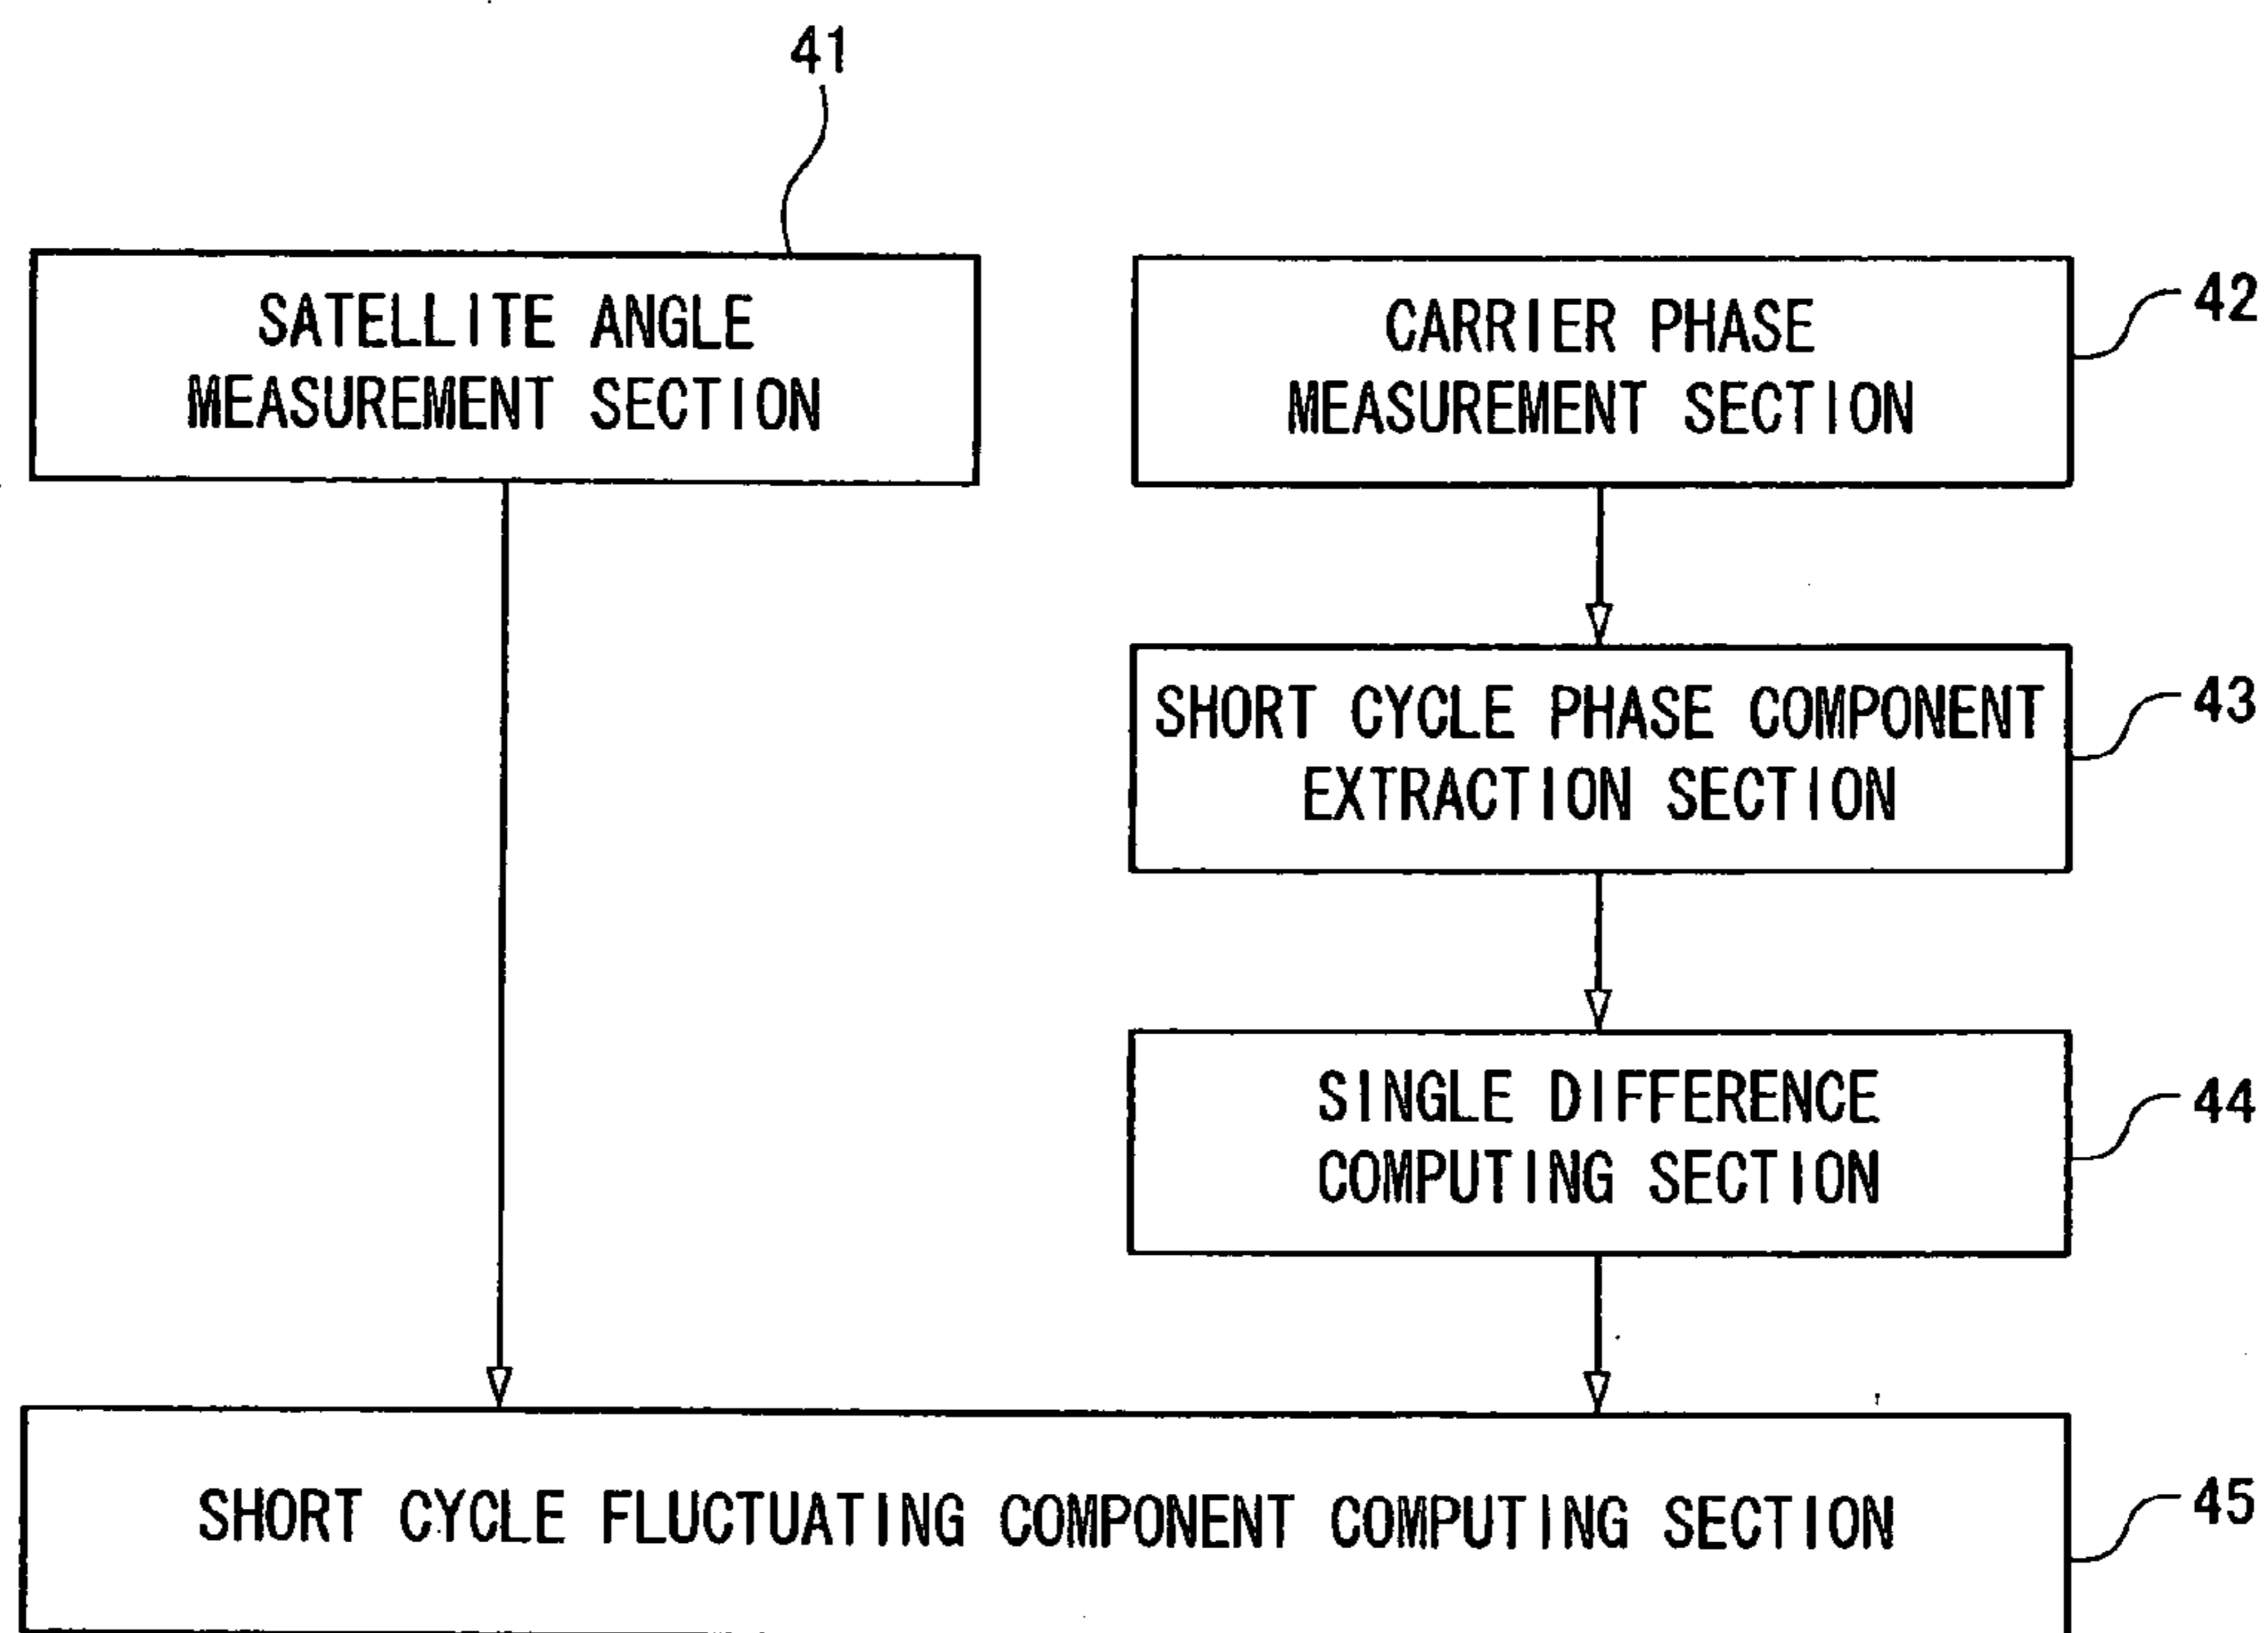 41
SATELLITE ANGLE
MEASUREMENT SECTION
CARRIER PHASE
MEASUREMENT SECTION
42
SHORT CYCLE PHASE COMPONENT
EXTRACTION SECTION
43
SINGLE DIFFERENCE
COMPUTING SECTION
44
SHORT CYCLE FLUCTUATING COMPONENT COMPUTING SECTION
45